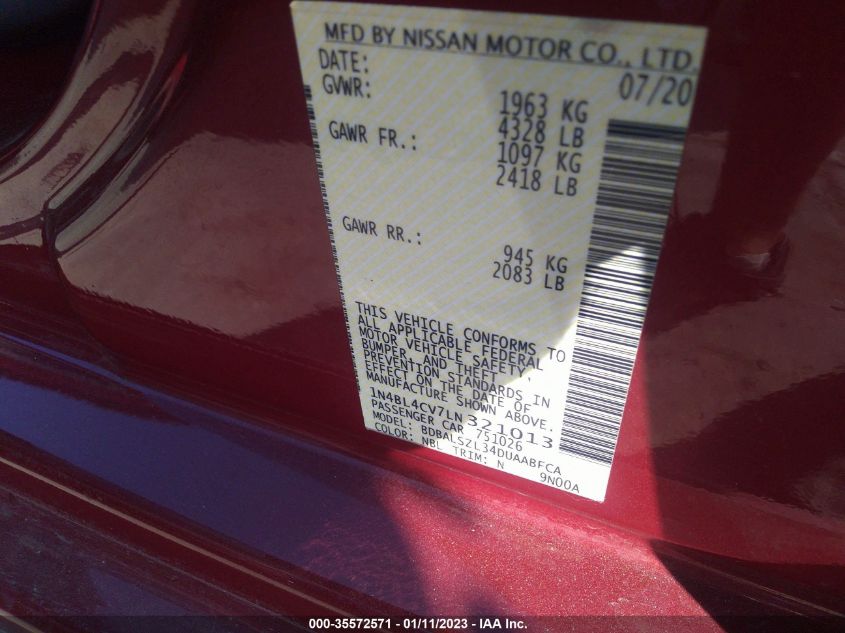 MFD BY NISSAN MOTOR CO., LTD.
DATE: 07/20
GVWR: 1963 KG
4328 LB
GAWR FR.: 1097 KG
2418 LB
GAWR RR.: 945 KG
2083 LB
THIS VEHICLE CONFORMS TO
ALL APPLICABLE FEDERAL
MOTOR VEHICLE SAFETY,
BUMPER, AND THEFT
PREVENTION STANDARDS IN
EFFECT ON THE DATE OF
MANUFACTURE SHOWN ABOVE.
1N4BL4CV7LN321013
PASSENGER CAR 751026
MODEL: BDBALSZL34DUAABFCA
COLOR: NBL TRIM: N 9N00A
000-35572571 - 01/11/2023 - IAA Inc.